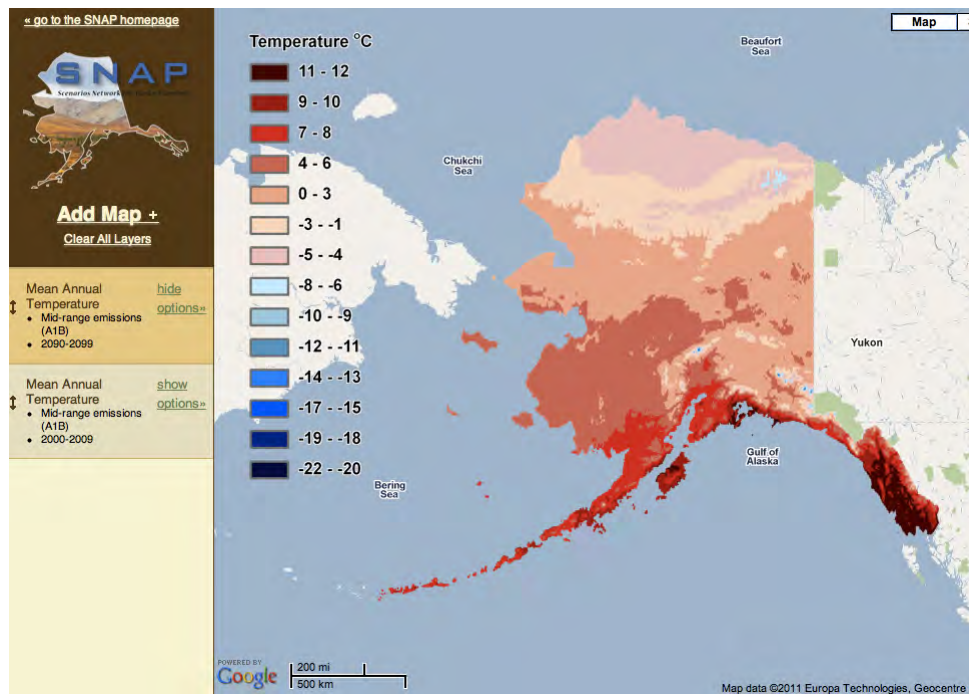 « go to the SNAP homepage
SNAP
Add Map +
Clear All Layers
Mean Annual
Temperature
hide
options»
• Mid-range emissions
(A1B)
• 2090-2099
Mean Annual
Temperature
show
options»
• Mid-range emissions
(A1B)
• 2000-2009
Temperature °C
11 - 12
9 - 10
7 - 8
4 - 6
0 - 3
-3 - -1
-5 - -4
-8 - -6
-10 - -9
-12 - -11
-14 - -13
-17 - -15
-19 - -18
-22 - -20
Map
Beaufort
Sea
Chukchi
Sea
Yukon
Gulf of
Alaska
Bering
Sea
POWERED BY
Google
200 mi
500 km
Map data ©2011 Europa Technologies, Geocentre